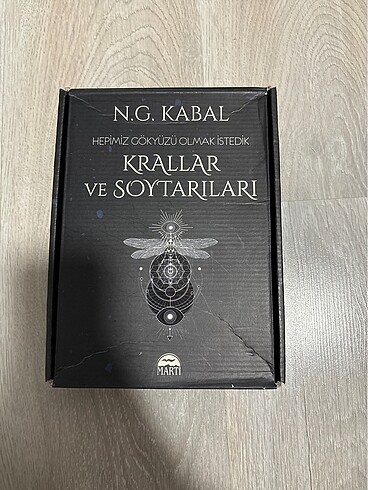 N.G. KABAL
HEPİMİZ GÖKYÜZÜ OLMAK İSTEDİK
KRALLAR
VE SOYTARILARI
MARTI